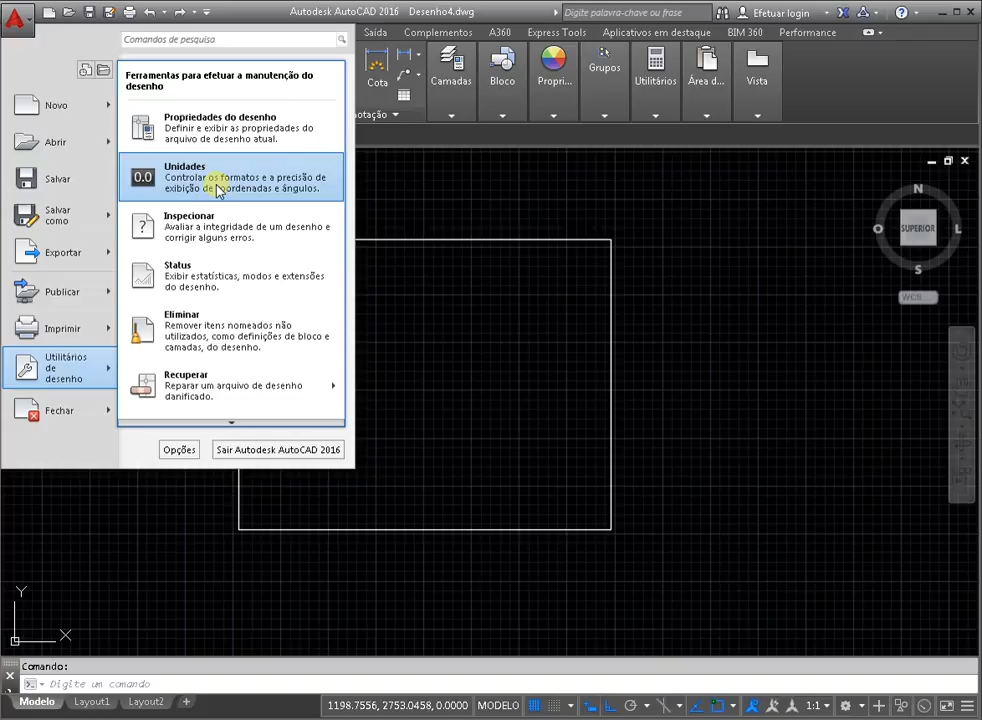 Autodesk AutoCAD 2016 Desenho4.dwg
Digite palavra-chave ou frase
Efetuar login
Saída Complementos A360 Express Tools Aplicativos em destaque BIM 360 Performance
Comandos de pesquisa
Cota
Camadas
Bloco
Propri...
Grupos
Utilitários
Área d...
Vista
notação
Novo
Abrir
Salvar
Salvar
como
Exportar
Publicar
Imprimir
Utilitários
de
desenho
Fechar
Ferramentas para efetuar a manutenção do
desenho
Propriedades do desenho
Definir e exibir as propriedades do
arquivo de desenho atual.
0.0
Unidades
Controlar os formatos e a precisão de
exibição de coordenadas e ângulos.
Inspecionar
Avaliar a integridade de um desenho e
corrigir alguns erros.
Status
Exibir estatísticas, modos e extensões
do desenho.
Eliminar
Remover itens nomeados não
utilizados, como definições de bloco e
camadas, do desenho.
Recuperar
Reparar um arquivo de desenho
danificado.
Opções
Sair Autodesk AutoCAD 2016
N
O
SUPERIOR
L
S
WCS
Y
X
Comando:
Digite um comando
Modelo Layout1 Layout2 +
1198.7556, 2753.0458, 0.0000 MODELO
1:1